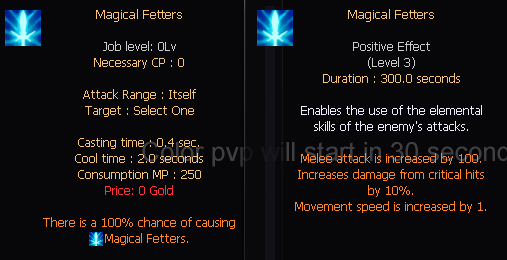 Magical Fetters
Job level: 0Lv
Necessary CP : 0
Attack Range : Itself
Target : Select One
Casting time : 0.4 sec.
Cool time : 2.0 seconds
Consumption MP : 250
Price: 0 Gold
There is a 100% chance of causing
Magical Fetters.
Magical Fetters
Positive Effect
(Level 3)
Duration : 300.0 seconds
Enables the use of the elemental
skills of the enemy's attacks.
Melee attack is increased by 100.
Increases damage from critical hits
by 10%.
Movement speed is increased by 1.
pvp will start in 30 second